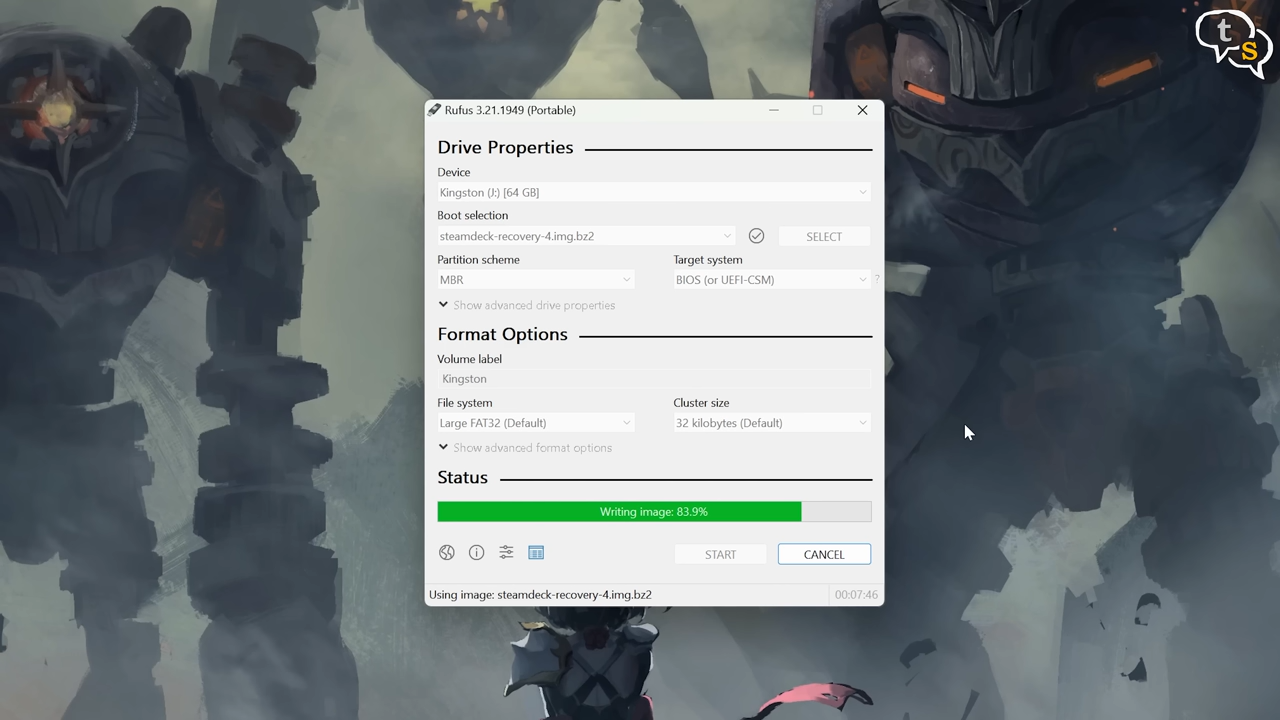 ts
Rufus 3.21.1949 (Portable)
Drive Properties
Device
Kingston (J:) [64 GB]
Boot selection
steamdeck-recovery-4.img.bz2
SELECT
Partition scheme
Target system
MBR
BIOS (or UEFI-CSM)
?
Show advanced drive properties
Format Options
Volume label
Kingston
File system
Cluster size
Large FAT32 (Default)
32 kilobytes (Default)
Show advanced format options
Status
Writing image: 83.9%
START
CANCEL
Using image: steamdeck-recovery-4.img.bz2
00:07:46